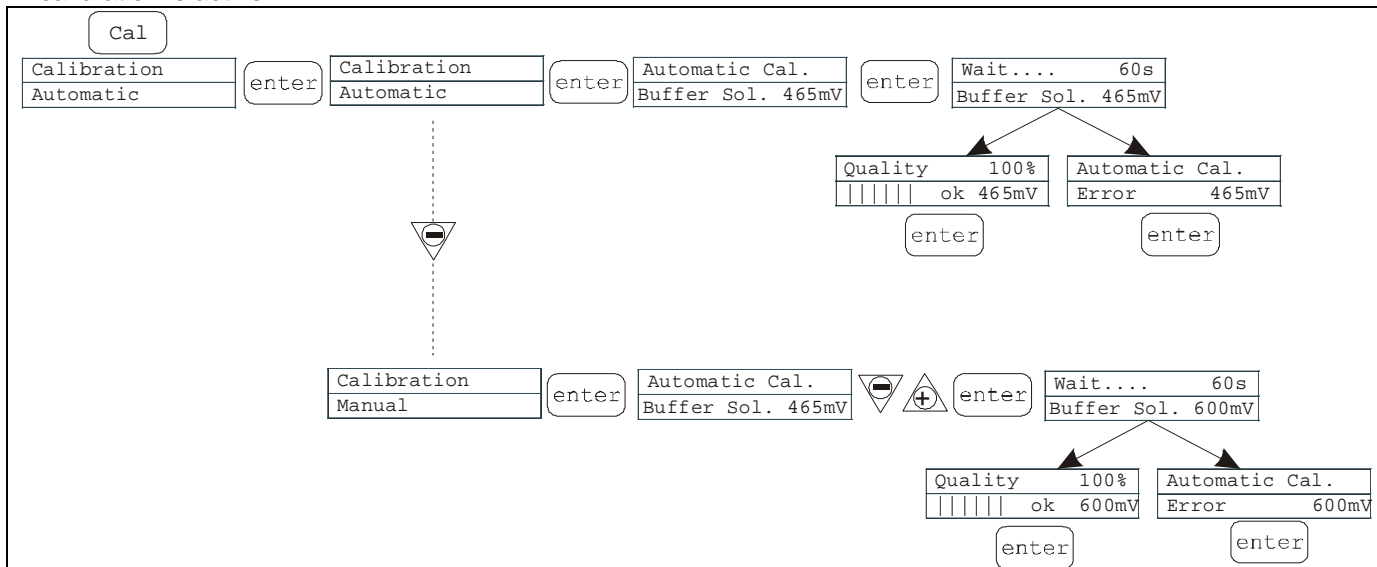 Cal
Calibration
Automatic
enter
Calibration
Automatic
enter
Automatic Cal.
Buffer Sol. 465mV
enter
Wait.... 60s
Buffer Sol. 465mV
Quality 100%
|||||| ok 465mV
enter
Automatic Cal.
Error 465mV
enter
Calibration
Manual
enter
Automatic Cal.
Buffer Sol. 465mV
enter
Wait.... 60s
Buffer Sol. 600mV
Quality 100%
|||||| ok 600mV
enter
Automatic Cal.
Error 600mV
enter